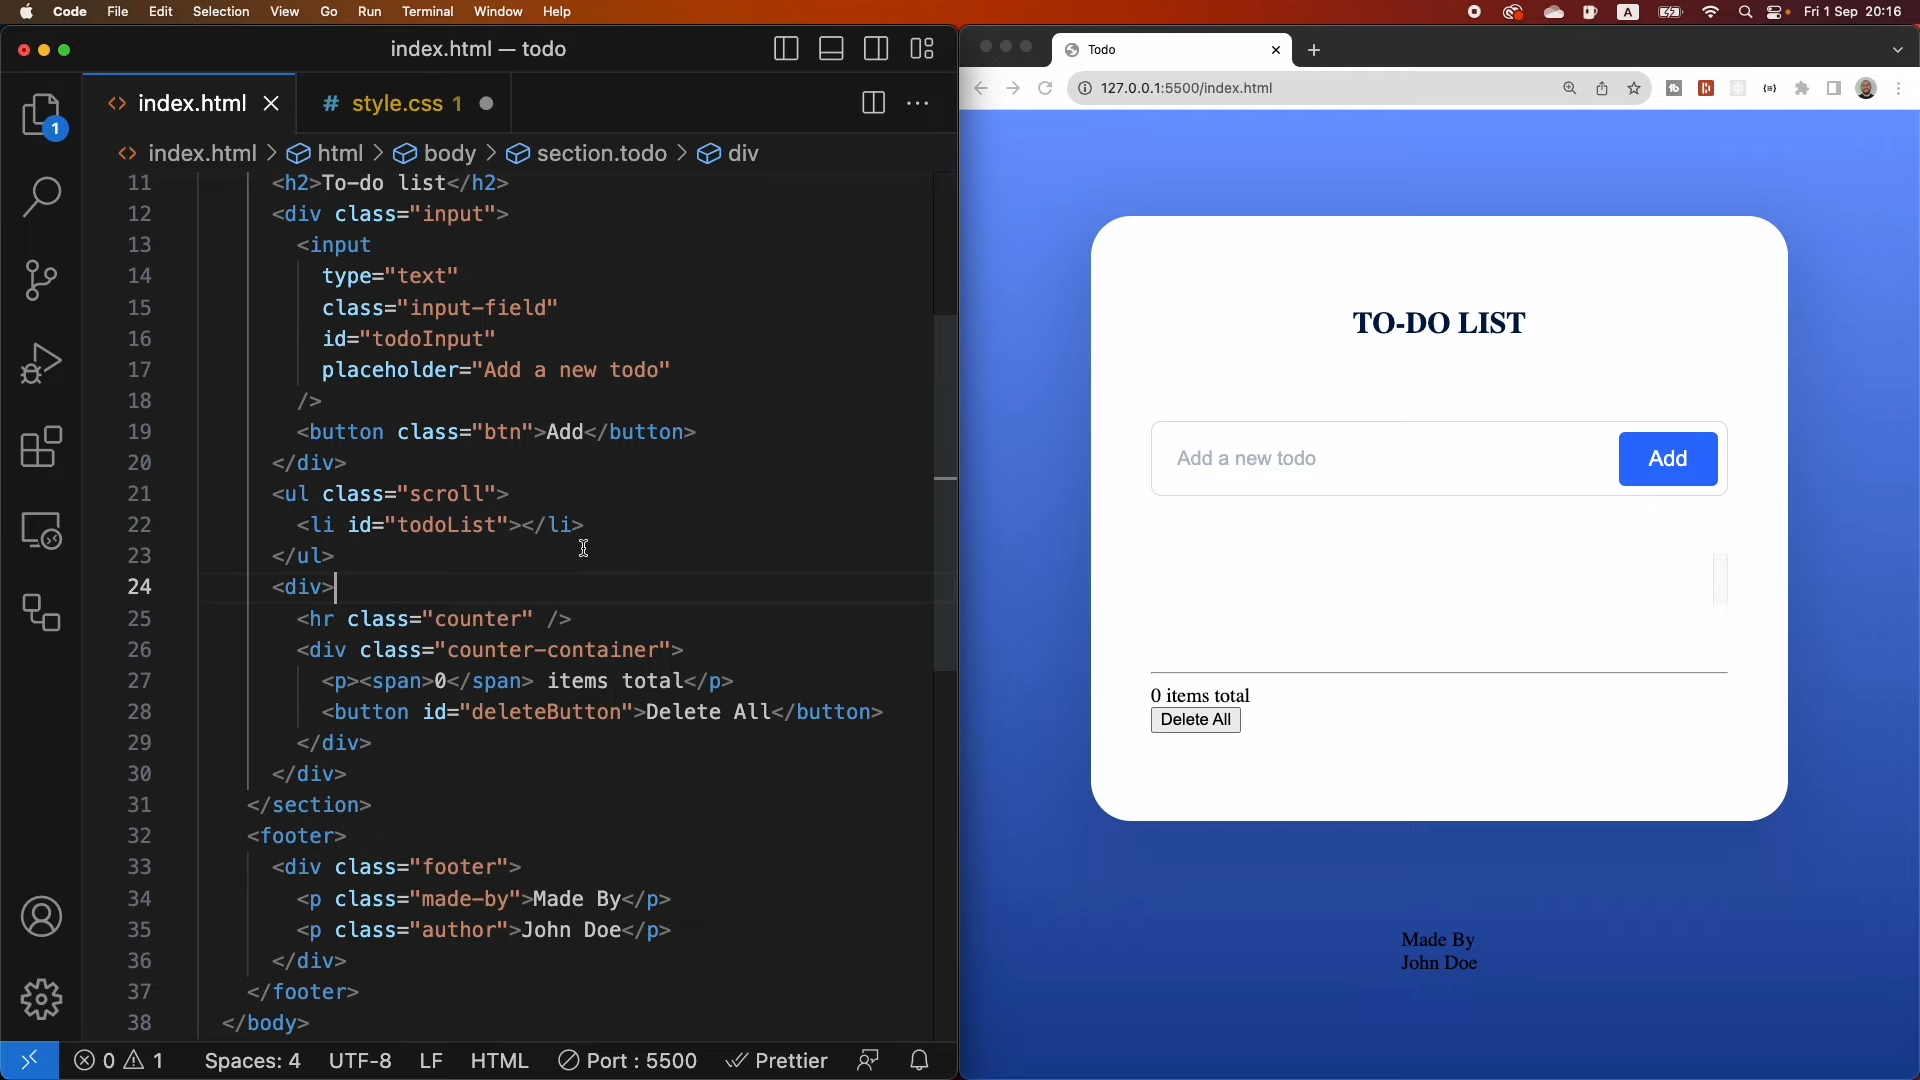 Code File Edit Selection View Go Run Terminal Window Help
A
Fri 1 Sep 20:16
index.html — todo
index.html
# style.css 1
index.html > html > body > section.todo > div
11 <h2>To-do list</h2>
12 <div class="input">
13 <input
14 type="text"
15 class="input-field"
16 id="todoInput"
17 placeholder="Add a new todo"
18 />
19 <button class="btn">Add</button>
20 </div>
21 <ul class="scroll">
22 <li id="todoList"></li>
23 </ul>
24 <div>
25 <hr class="counter" />
26 <div class="counter-container">
27 <p><span>0</span> items total</p>
28 <button id="deleteButton">Delete All</button>
29 </div>
30 </div>
31 </section>
32 <footer>
33 <div class="footer">
34 <p class="made-by">Made By</p>
35 <p class="author">John Doe</p>
36 </div>
37 </footer>
38 </body>
1
0 1 Spaces: 4 UTF-8 LF HTML Port : 5500 Prettier
Todo
127.0.0.1:5500/index.html
TO-DO LIST
Add a new todo
Add
0 items total
Delete All
Made By
John Doe